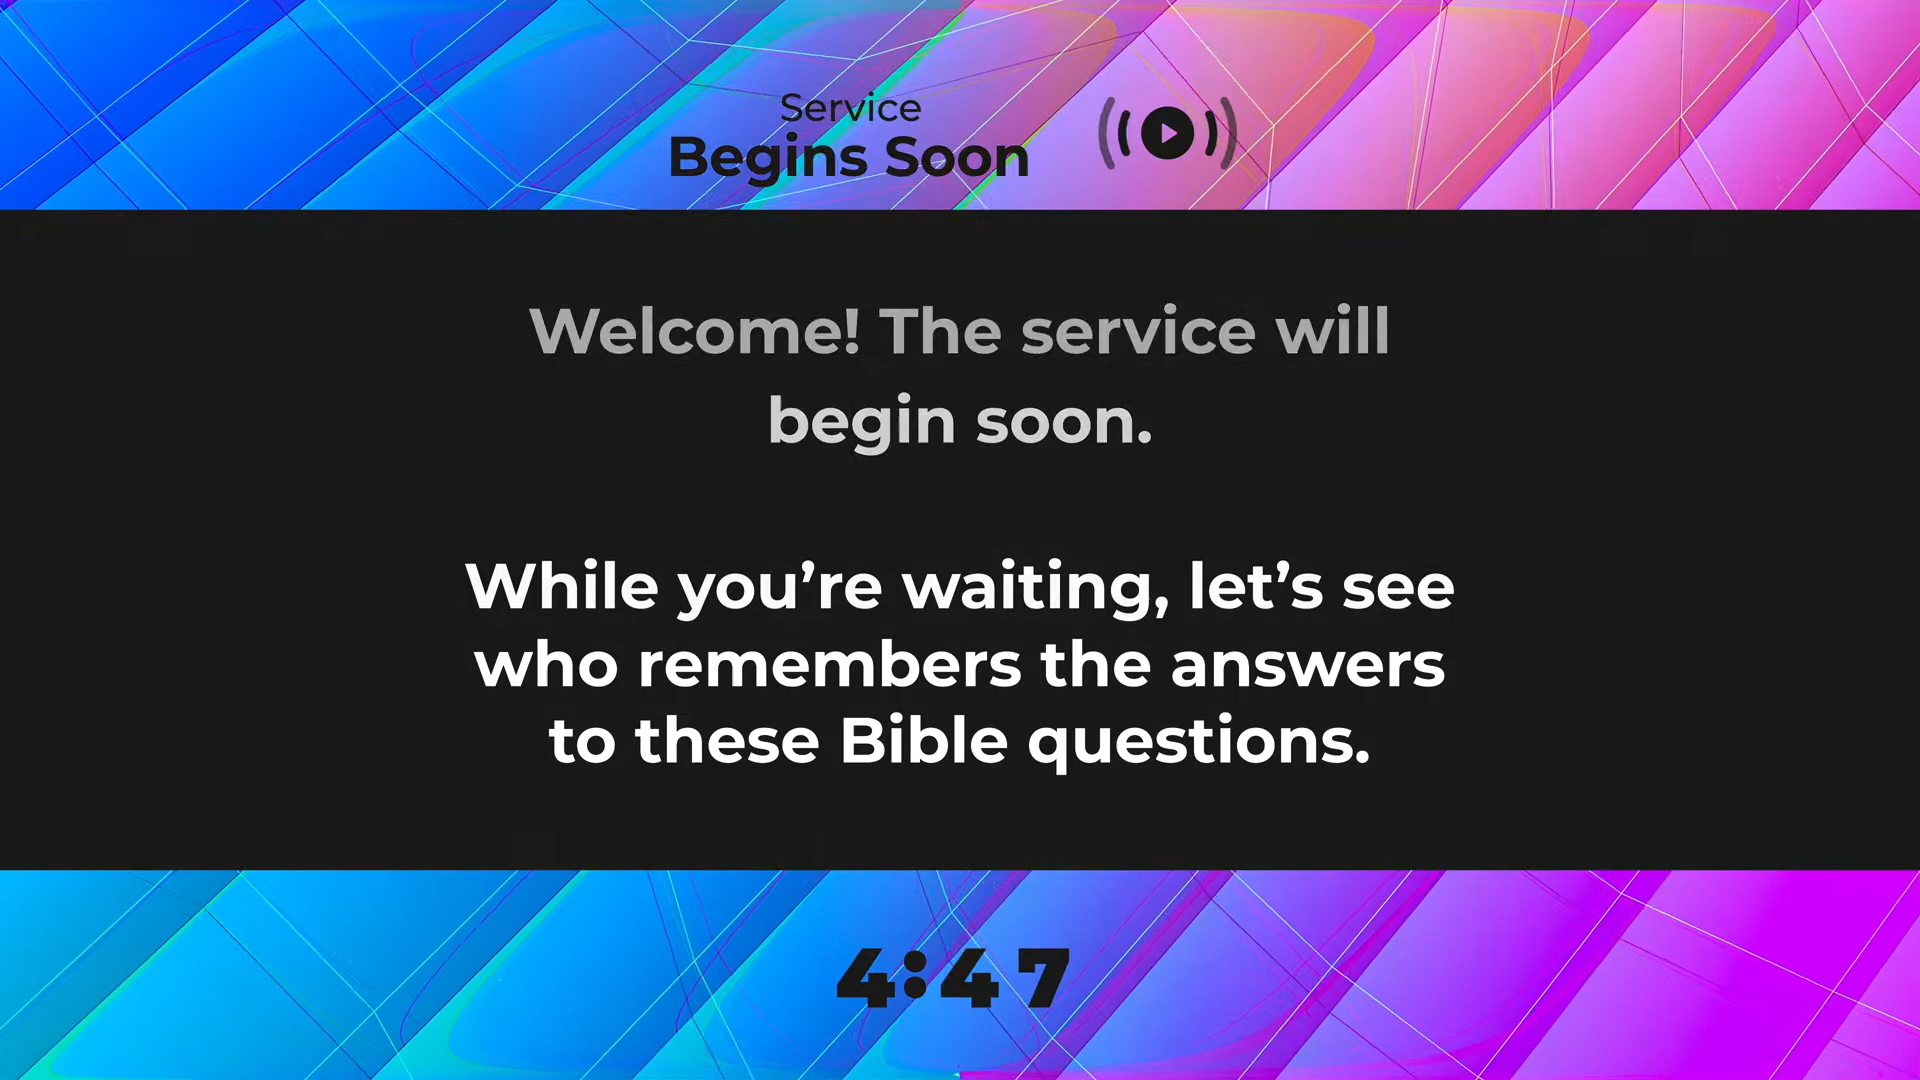 Service
Begins Soon
Welcome! The service will
begin soon.
While you’re waiting, let’s see
who remembers the answers
to these Bible questions.
4:47